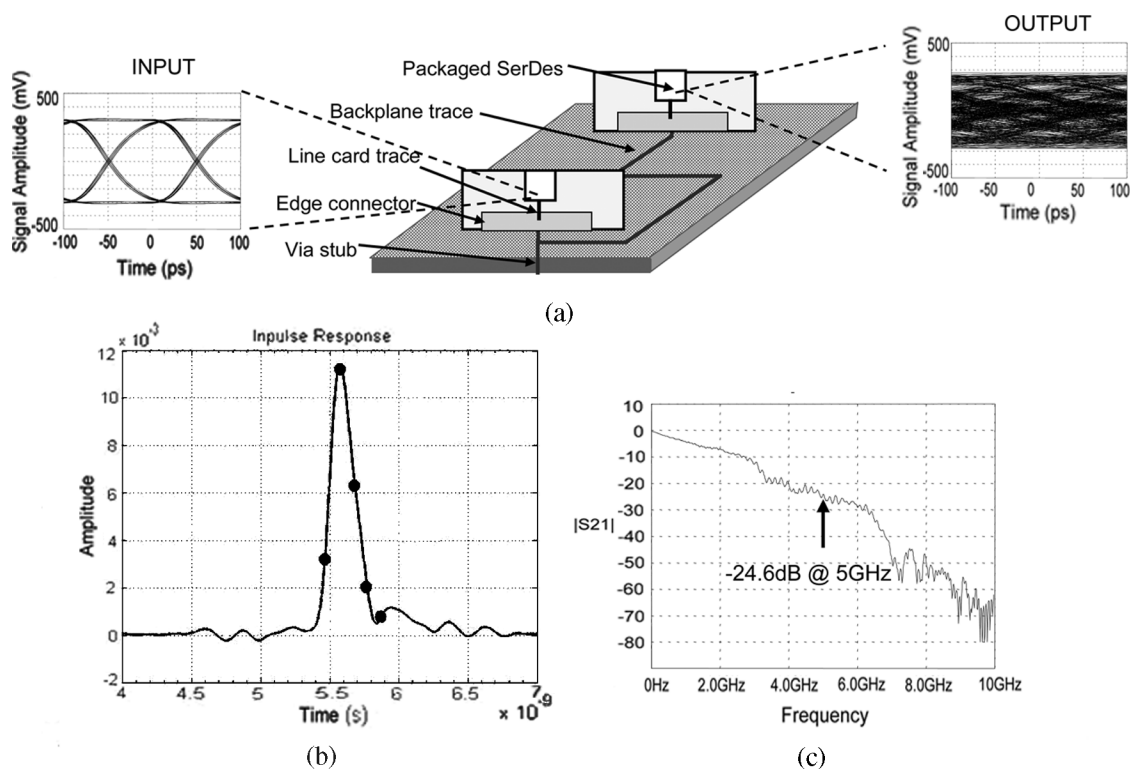 INPUT
Signal Amplitude (mV)
500
-500
-100
-50
0
50
100
Time (ps)
Packaged SerDes
Backplane trace
Line card trace
Edge connector
Via stub
OUTPUT
Signal Amplitude (mV)
500
-500
-100
-50
0
50
100
Time (ps)
(a)
x 10-3
Inpulse Response
12
10
8
6
4
2
0
-2
Amplitude
4
4.5
5
5.5
6
6.5
7
Time (s)
x 10-9
(b)
10
0
-10
-20
-30
-40
-50
-60
-70
-80
|S21|
-24.6dB @ 5GHz
0Hz
2.0GHz
4.0GHz
6.0GHz
8.0GHz
10GHz
Frequency
(c)